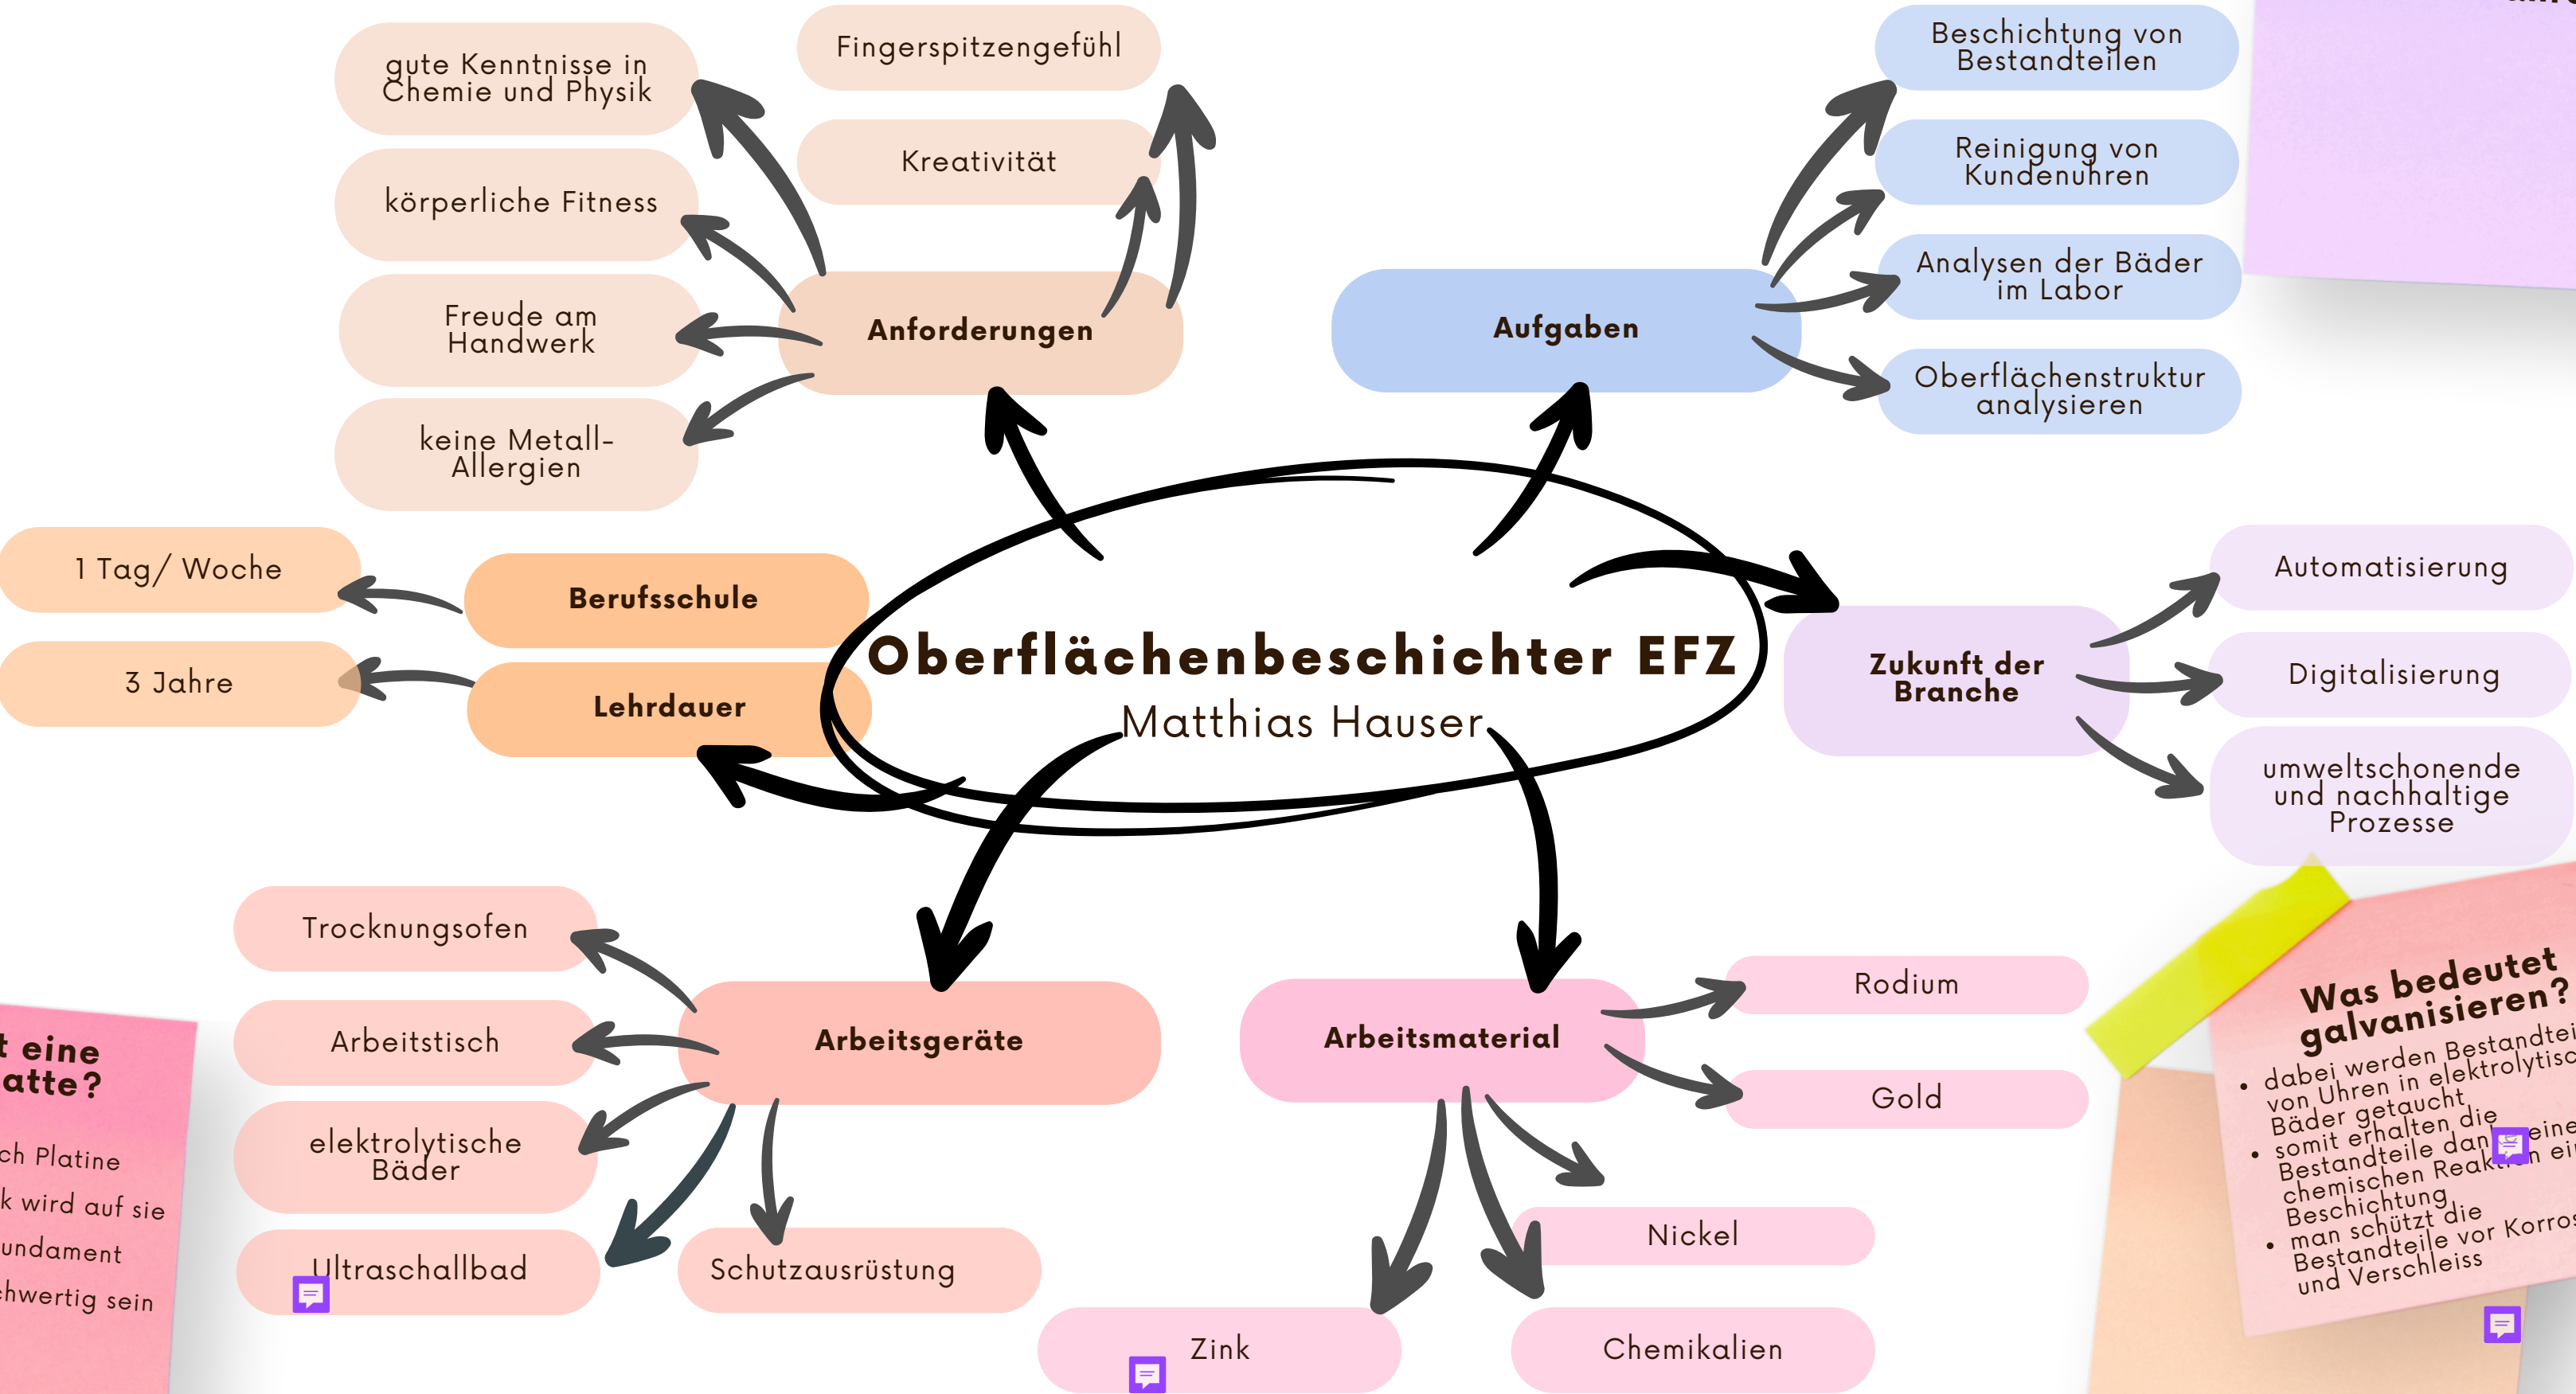 gute Kenntnisse in
Chemie und Physik
körperliche Fitness
Freude am
Handwerk
keine Metall-
Allergien
Fingerspitzengefühl
Kreativität
Anforderungen
Aufgaben
Beschichtung von
Bestandteilen
Reinigung von
Kundenuhren
Analysen der Bäder
im Labor
Oberflächenstruktur
analysieren
1 Tag/ Woche
Berufsschule
3 Jahre
Lehrdauer
Oberflächenbeschichter EFZ
Matthias Hauser
Zukunft der
Branche
Automatisierung
Digitalisierung
umweltschonende
und nachhaltige
Prozesse
Trocknungsofen
Arbeitstisch
elektrolytische
Bäder
Ultraschallbad
Schutzausrüstung
Arbeitsgeräte
Arbeitsmaterial
Rodium
Gold
Nickel
Zink
Chemikalien
eine
atte?
ch Platine
k wird auf sie
undament
chwertig sein
Was bedeutet
galvanisieren?
• dabei werden Bestandtei
von Uhren in elektrolytisc
Bäder getaucht
• somit erhalten die
Bestandteile dank eine
chemischen Reaktion ei
Beschichtung
• man schützt die
Bestandteile vor Korros
und Verschleiss